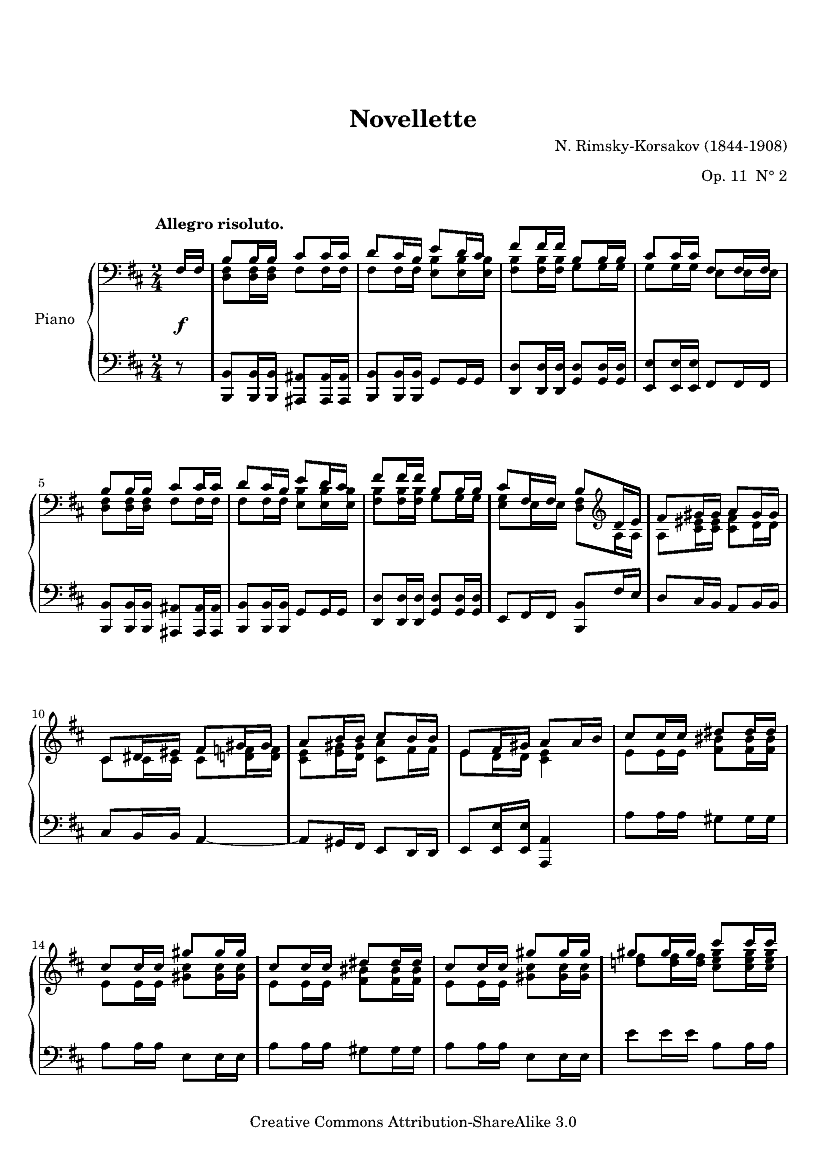 Novellette
N. Rimsky-Korsakov (1844-1908)
Op. 11 N° 2
Allegro risoluto.
Piano
f
5
10
14
Creative Commons Attribution-ShareAlike 3.0